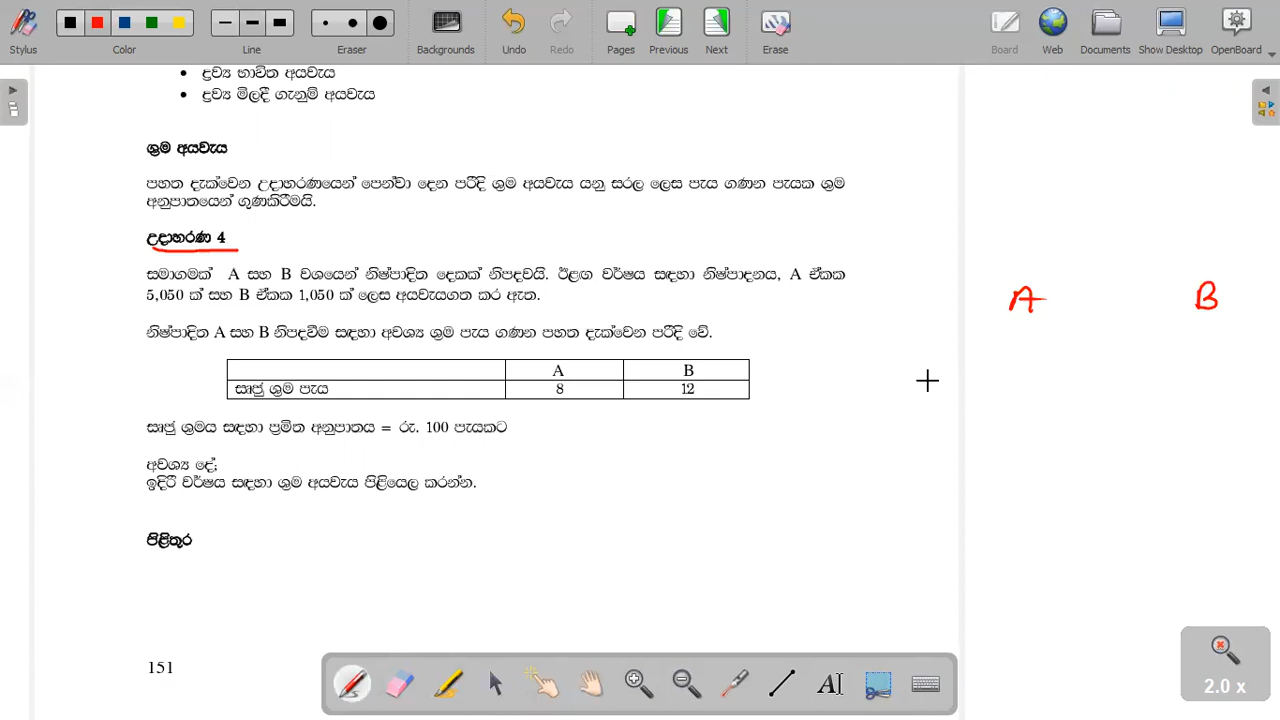 Stylus
Color
Line
Eraser
Backgrounds
Undo
Redo
Pages
Previous
Next
Erase
Board
Web
Documents
Show Desktop
OpenBoard
• ද්‍රව්‍ය භාවිත අයවැය
• ද්‍රව්‍ය මිලදී ගැනුම් අයවැය
ශ්‍රම අයවැය
පහත දැක්වෙන උදාහරණයෙන් පෙන්වා දෙන පරිදි ශ්‍රම අයවැය යනු සරල ලෙස පැය ගණන පැයක ශ්‍රම
අනුපාතයෙන් ගුණකිරීමයි.
උදාහරණ 4
සමාගමක් A සහ B වශයෙන් නිෂ්පාදිත දෙකක් නිපදවයි. ඊළඟ වර්ෂය සඳහා නිෂ්පාදනය, A ඒකක
5,050 ක් සහ B ඒකක 1,050 ක් ලෙස අයවැයගත කර ඇත.
නිෂ්පාදිත A සහ B නිපදවීම සඳහා අවශ්‍ය ශ්‍රම පැය ගණන පහත දැක්වෙන පරිදි වේ.
A B
සෘජු ශ්‍රම පැය 8 12
සෘජු ශ්‍රමය සඳහා ප්‍රමිත අනුපාතය = රු. 100 පැයකට
අවශ්‍ය දේ;
ඉදිරි වර්ෂය සඳහා ශ්‍රම අයවැය පිළියෙල කරන්න.
පිළිතුර
151
A B
2.0 x